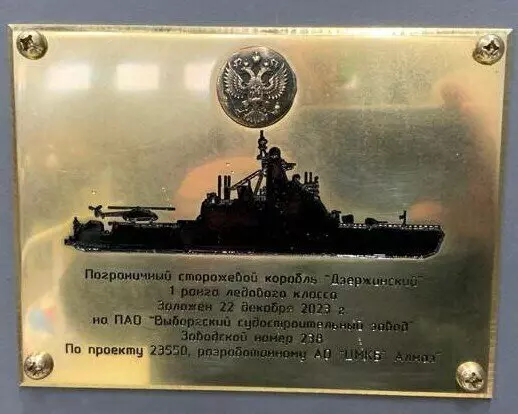 Пограничный сторожевой корабль "Дзержинский"
1 ранга ледового класса
Заложен 22 декабря 2023 г.
на ПАО "Выборгский судостроительный завод"
Заводской номер 238
По проекту 23550, разработанному АО "ЦМКБ" Алмаз"